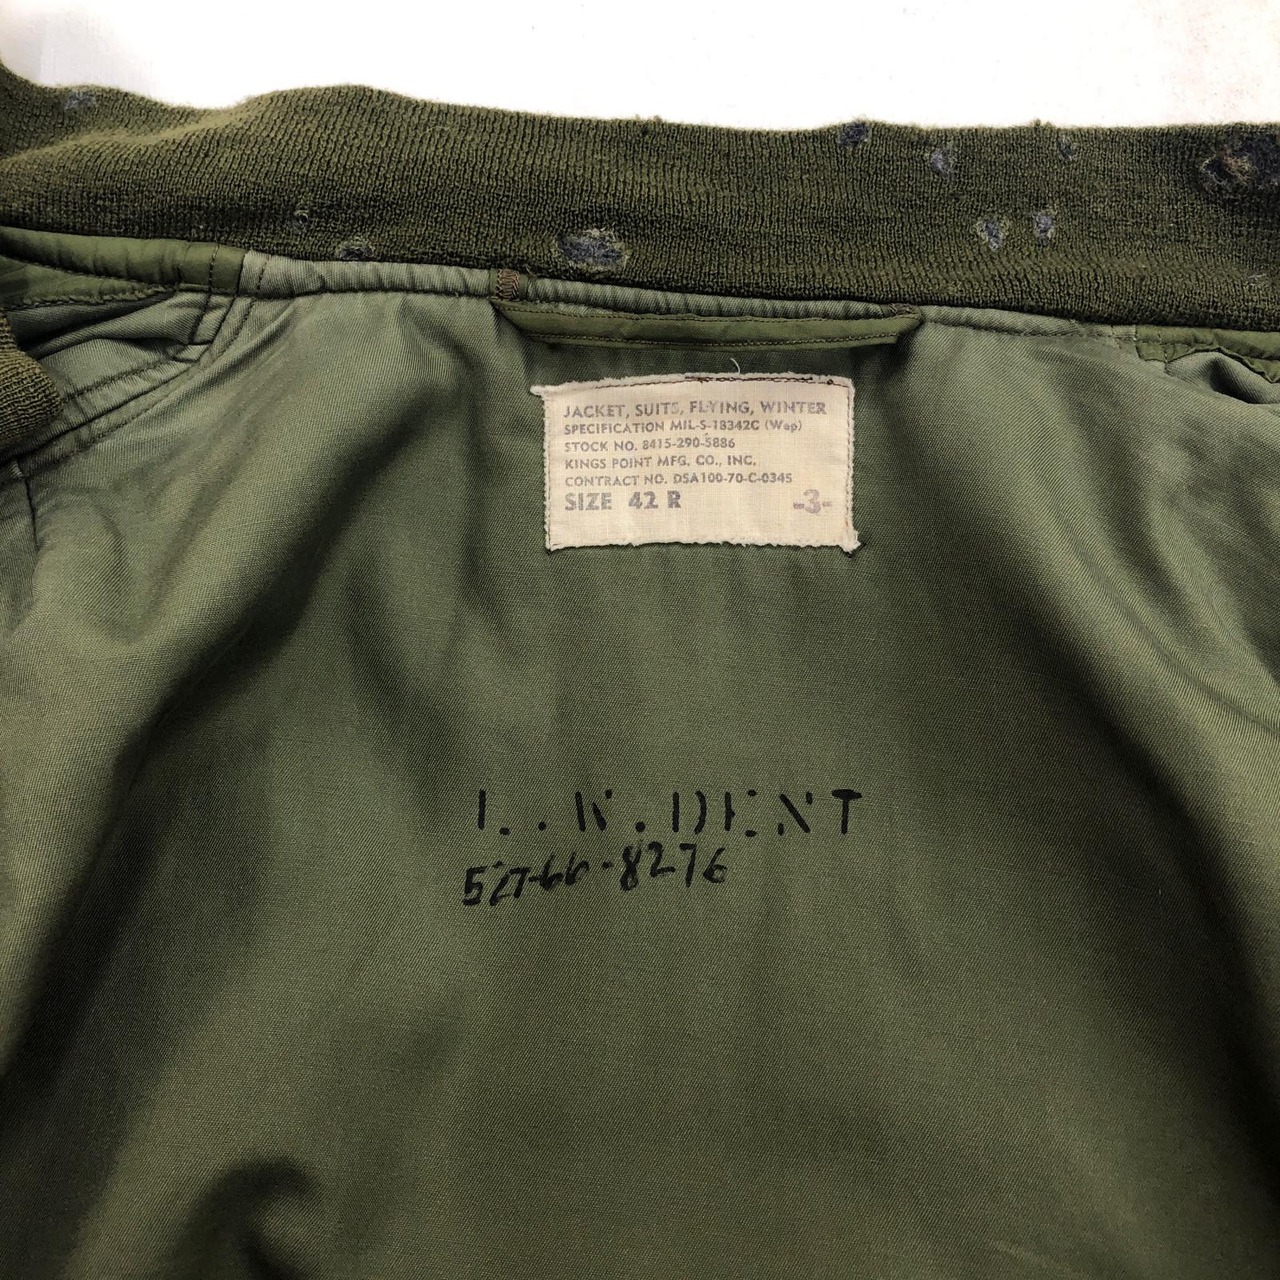 JACKET, SUITS, FLYING, WINTER
SPECIFICATION MIL-S-18342C (Wep)
STOCK NO. 8415-290-5886
KINGS POINT MFG. CO., INC.
CONTRACT NO. DSA100-70-C-0345
SIZE 42 R -3-
L.W.DENT
527-66-8276